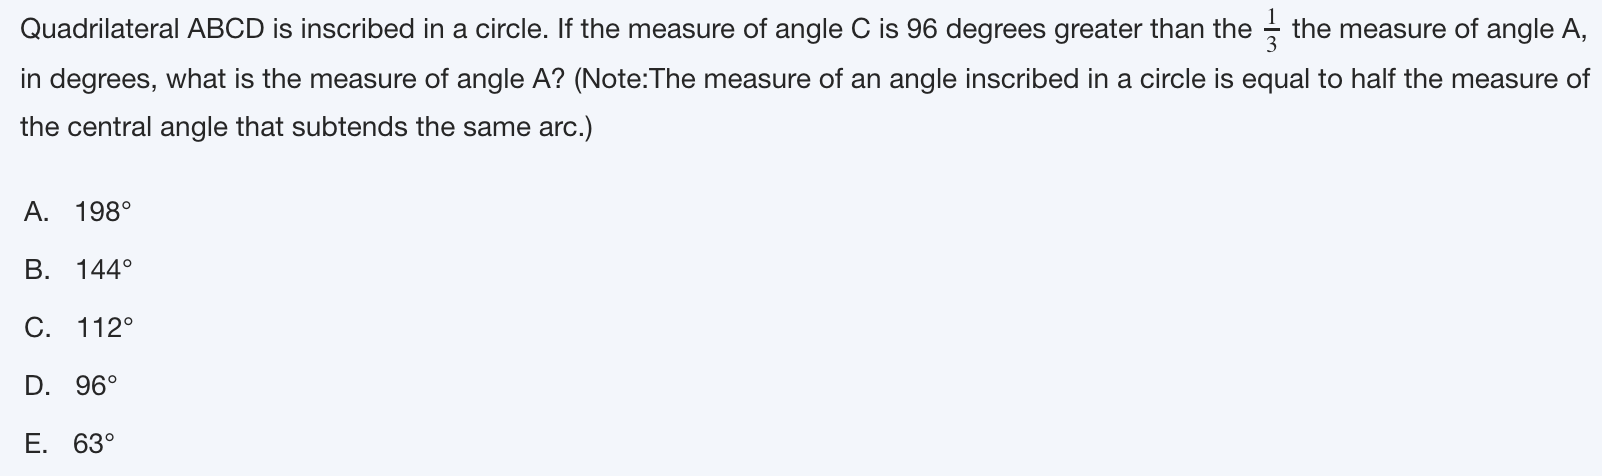 Quadrilateral ABCD is inscribed in a circle. If the measure of angle C is 96 degrees greater than the 1/3 the measure of angle A,
in degrees, what is the measure of angle A? (Note:The measure of an angle inscribed in a circle is equal to half the measure of
the central angle that subtends the same arc.)
A. 198°
B. 144°
C. 112°
D. 96°
E. 63°